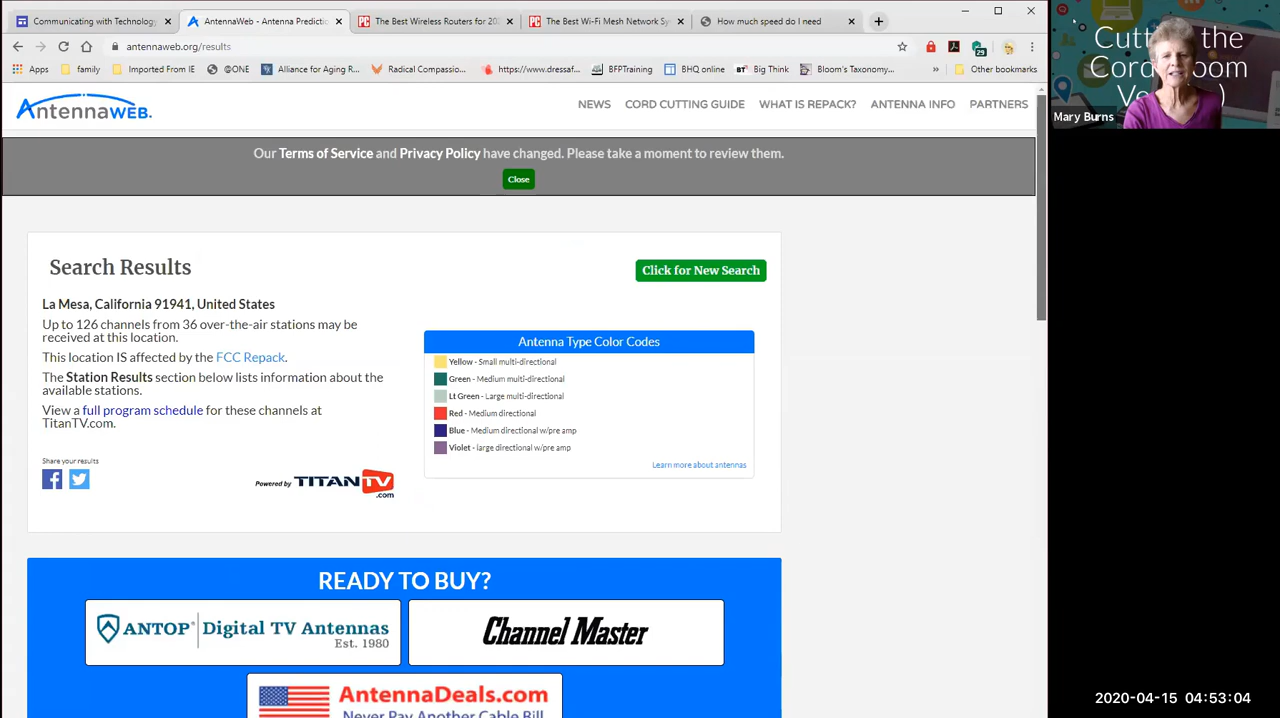 Communicating with Technology
AntennaWeb - Antenna Predictio
The Best Wireless Routers for 202
The Best Wi-Fi Mesh Network Sy
How much speed do I need
antennaweb.org/results
29
Apps
family
Imported From IE
@ONE
Alliance for Aging R...
Radical Compassion...
https://www.dressaf...
BFPTraining
BHQ online
BT Big Think
Bloom's Taxonomy...
»
Other bookmarks
AntennaWEB.
NEWS
CORD CUTTING GUIDE
WHAT IS REPACK?
ANTENNA INFO
PARTNERS
Our Terms of Service and Privacy Policy have changed. Please take a moment to review them.
Close
Search Results
Click for New Search
La Mesa, California 91941, United States
Up to 126 channels from 36 over-the-air stations may be
received at this location.
This location IS affected by the FCC Repack.
The Station Results section below lists information about the
available stations.
View a full program schedule for these channels at
TitanTV.com.
Share your results
Powered by TITANTV
.com
Antenna Type Color Codes
Yellow - Small multi-directional
Green - Medium multi-directional
Lt Green - Large multi-directional
Red - Medium directional
Blue - Medium directional w/pre amp
Violet - large directional w/pre amp
Learn more about antennas
READY TO BUY?
ANTOP Digital TV Antennas
Est. 1980
Channel Master
AntennaDeals.com
Never Pay Another Cable Bill
Cutt the
Cord oom
Ve )
Mary Burns
2020-04-15 04:53:04